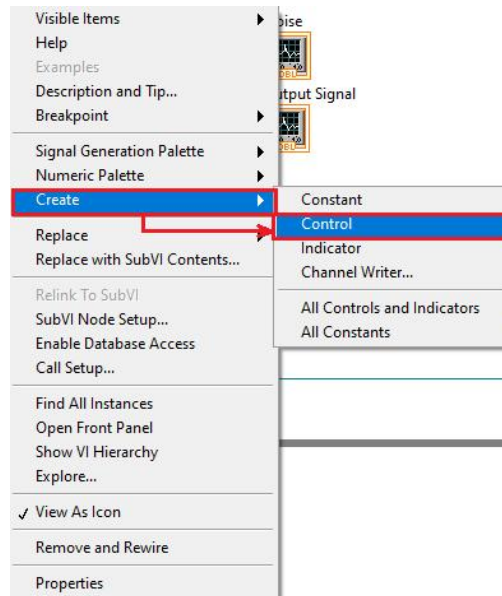 Visible Items
Help
Examples
Description and Tip...
Breakpoint
Signal Generation Palette
Numeric Palette
Create
Replace
Replace with SubVI Contents...
Relink To SubVI
SubVI Node Setup...
Enable Database Access
Call Setup...
Find All Instances
Open Front Panel
Show VI Hierarchy
Explore...
View As Icon
Remove and Rewire
Properties
Constant
Control
Indicator
Channel Writer...
All Controls and Indicators
All Constants
oise
DBL
tput Signal
DBL